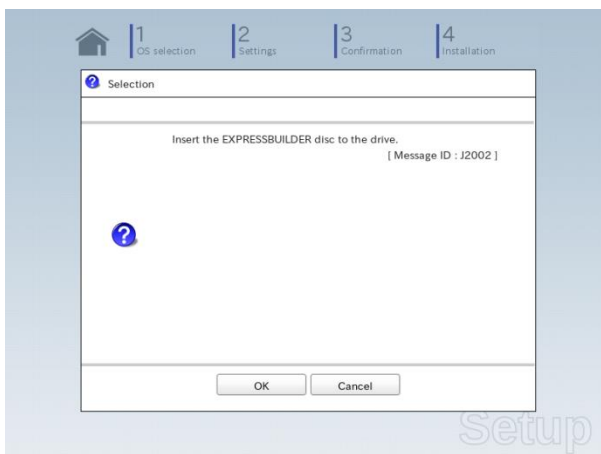 1
OS selection
2
Settings
3
Confirmation
4
Installation
Selection
Insert the EXPRESSBUILDER disc to the drive.
[ Message ID : J2002 ]
OK
Cancel
Setup